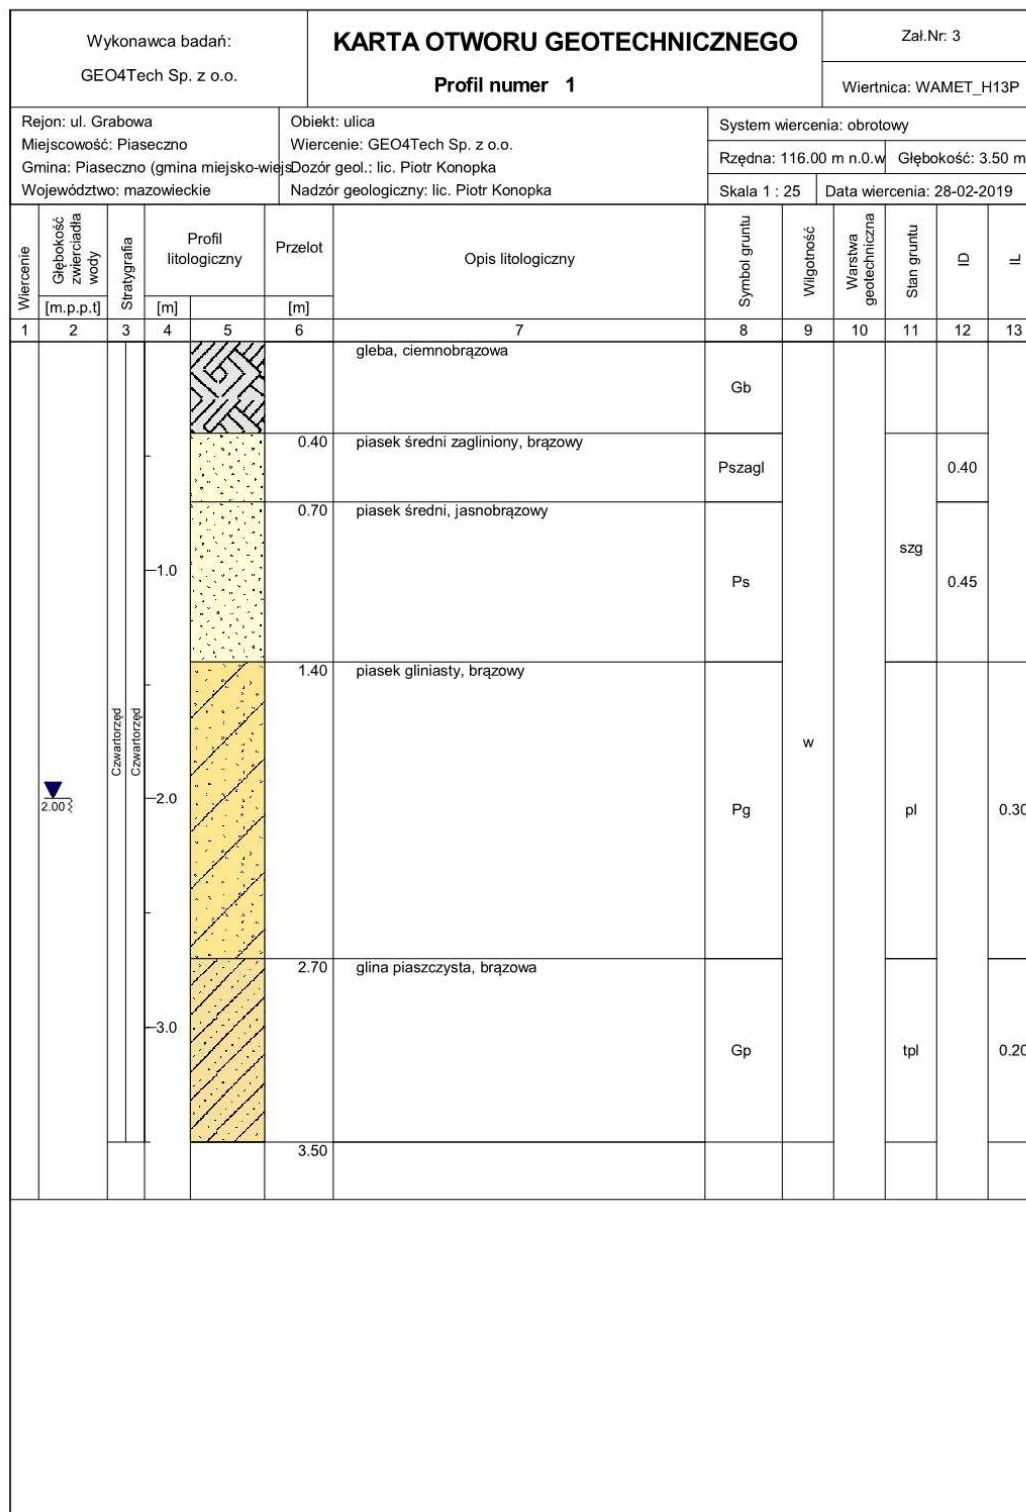 Wykonawca badań:
GEO4Tech Sp. z o.o.
KARTA OTWORU GEOTECHNICZNEGO
Profil numer 1
Zał.Nr: 3
Wiertnica: WAMET_H13P
Rejon: ul. Grabowa
Miejscowość: Piaseczno
Gmina: Piaseczno (gmina miejsko-wiejs
Województwo: mazowieckie
Obiekt: ulica
Wiercenie: GEO4Tech Sp. z o.o.
Dozór geol.: lic. Piotr Konopka
Nadzór geologiczny: lic. Piotr Konopka
System wiercenia: obrotowy
Rzędna: 116.00 m n.0.w
Głębokość: 3.50 m
Skala 1 : 25
Data wiercenia: 28-02-2019
Wiercenie
Głębokość
zwierciadła
wody
[m.p.p.t]
Stratygrafia
Profil
litologiczny
[m]
Przelot
[m]
Opis litologiczny
Symbol gruntu
Wilgotność
Warstwa
geotechniczna
Stan gruntu
ID
IL
1 2 3 4 5 6 7 8 9 10 11 12 13
gleba, ciemnobrązowa
Gb
0.40 piasek średni zagliniony, brązowy
Pszagl
0.40
0.70 piasek średni, jasnobrązowy
szg
1.0
Ps
0.45
1.40 piasek gliniasty, brązowy
Czwartorzęd
Czwartorzęd
w
2.00
2.0
Pg
pl
0.30
2.70 glina piaszczysta, brązowa
3.0
Gp
tpl
0.20
3.50